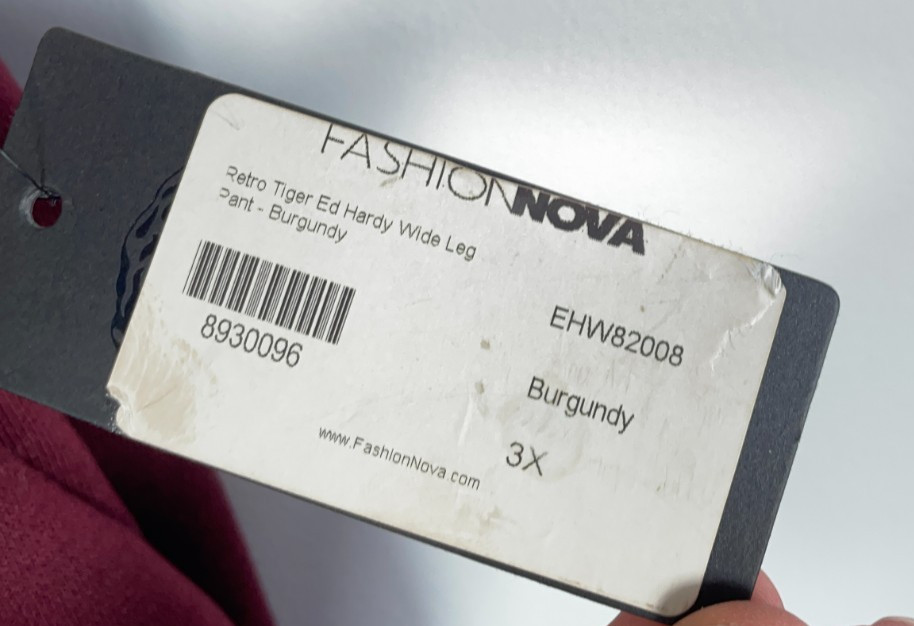 FASHIONNOVA
Retro Tiger Ed Hardy Wide Leg
Pant - Burgundy
8930096
EHW82008
Burgundy
3X
www.FashionNova.com